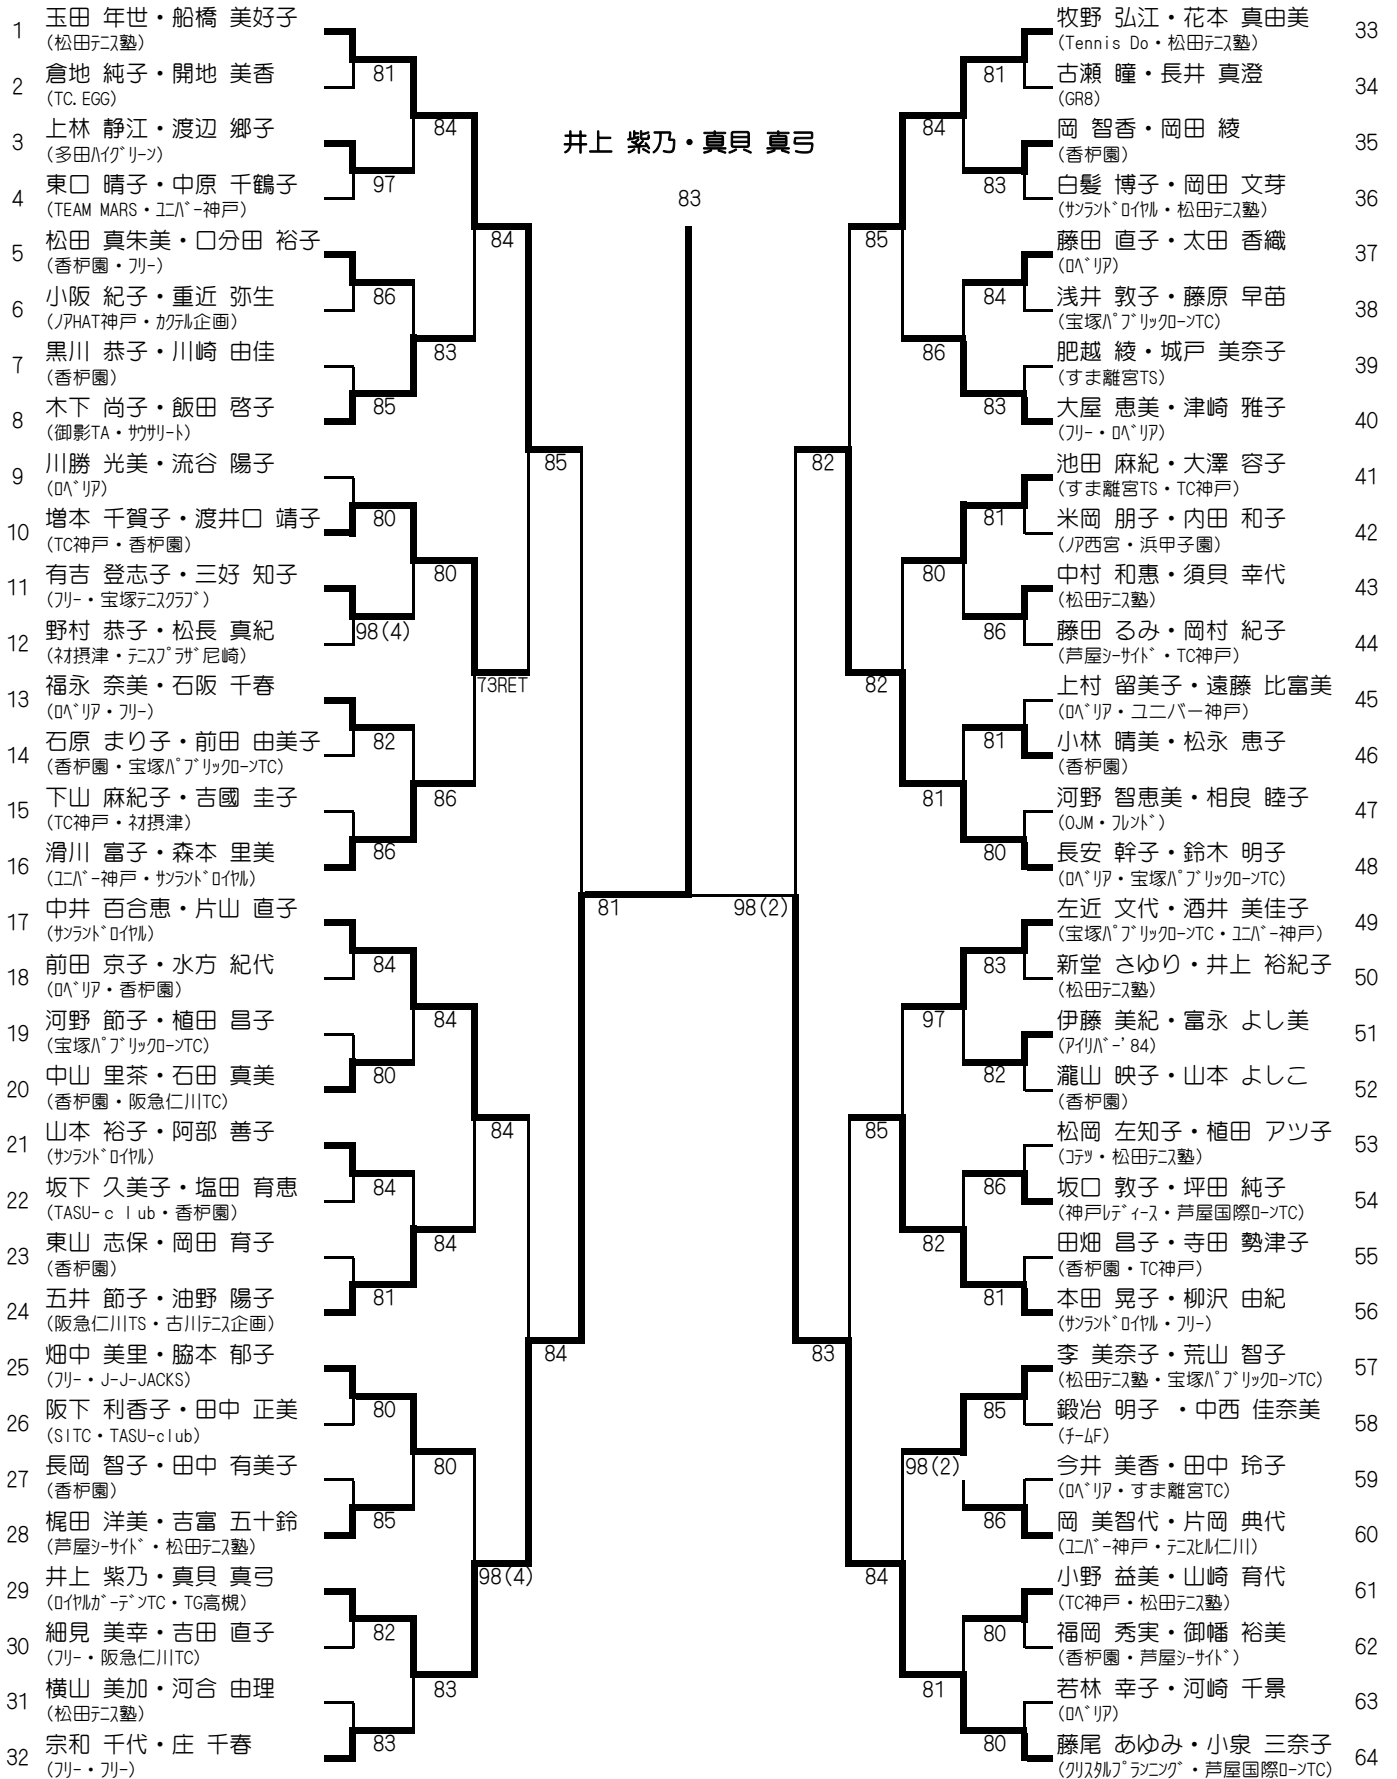 1 玉田 年世・船橋 美好子
(松田テニス塾)
2 倉地 純子・開地 美香
(TC.EGG)
3 上林 静江・渡辺 郷子
(多田ハイグリーン)
4 東口 晴子・中原 千鶴子
(TEAM MARS・ユニバー神戸)
5 松田 真朱美・口分田 裕子
(香枦園・フリー)
6 小阪 紀子・重近 弥生
(ノアHAT神戸・カクテル企画)
7 黒川 恭子・川崎 由佳
(香枦園)
8 木下 尚子・飯田 啓子
(御影TA・サウサリート)
9 川勝 光美・流谷 陽子
(ロベリア)
10 増本 千賀子・渡井口 靖子
(TC神戸・香枦園)
11 有吉 登志子・三好 知子
(フリー・宝塚テニスクラブ)
12 野村 恭子・松長 真紀
(ネオ摂津・テニスプラザ尼崎)
13 福永 奈美・石阪 千春
(ロベリア・フリー)
14 石原 まり子・前田 由美子
(香枦園・宝塚パブリックローンTC)
15 下山 麻紀子・吉國 圭子
(TC神戸・ネオ摂津)
16 滑川 富子・森本 里美
(ユニバー神戸・サンランドロイヤル)
17 中井 百合恵・片山 直子
(サンランドロイヤル)
18 前田 京子・水方 紀代
(ロベリア・香枦園)
19 河野 節子・植田 昌子
(宝塚パブリックローンTC)
20 中山 里茶・石田 真美
(香枦園・阪急仁川TC)
21 山本 裕子・阿部 善子
(サンランドロイヤル)
22 坂下 久美子・塩田 育恵
(TASU-club・香枦園)
23 東山 志保・岡田 育子
(香枦園)
24 五井 節子・油野 陽子
(阪急仁川TS・古川テニス企画)
25 畑中 美里・脇本 郁子
(フリー・J-J-JACKS)
26 阪下 利香子・田中 正美
(SITC・TASU-club)
27 長岡 智子・田中 有美子
(香枦園)
28 梶田 洋美・吉富 五十鈴
(芦屋シーサイド・松田テニス塾)
29 井上 紫乃・真貝 真弓
(ロイヤルガーデンTC・TG高槻)
30 細見 美幸・吉田 直子
(フリー・阪急仁川TC)
31 横山 美加・河合 由理
(松田テニス塾)
32 宗和 千代・庄 千春
(フリー・フリー)
81
97
86
85
80
98(4)
82
86
84
80
84
81
80
85
82
83
84
83
80
86
84
84
80
83
84
73RET
84
98(4)
85
84
81
井上 紫乃・真貝 真弓
83
98(2)
82
83
85
82
85
84
84
86
80
81
97
82
98(2)
81
81
83
84
83
81
86
81
80
83
82
86
81
85
86
80
80
牧野 弘江・花本 真由美 33
(Tennis Do・松田テニス塾)
古瀬 瞳・長井 真澄 34
(GR8)
岡 智香・岡田 綾 35
(香枦園)
白髪 博子・岡田 文芽 36
(サンランドロイヤル・松田テニス塾)
藤田 直子・太田 香織 37
(ロベリア)
浅井 敦子・藤原 早苗 38
(宝塚パブリックローンTC)
肥越 綾・城戸 美奈子 39
(すま離宮TS)
大屋 恵美・津崎 雅子 40
(フリー・ロベリア)
池田 麻紀・大澤 容子 41
(すま離宮TS・TC神戸)
米岡 朋子・内田 和子 42
(ノア西宮・浜甲子園)
中村 和惠・須貝 幸代 43
(松田テニス塾)
藤田 るみ・岡村 紀子 44
(芦屋シーサイド・TC神戸)
上村 留美子・遠藤 比富美 45
(ロベリア・ユニバー神戸)
小林 晴美・松永 恵子 46
(香枦園)
河野 智恵美・相良 睦子 47
(OJM・フレンド)
長安 幹子・鈴木 明子 48
(ロベリア・宝塚パブリックローンTC)
左近 文代・酒井 美佳子 49
(宝塚パブリックローンTC・ユニバー神戸)
新堂 さゆり・井上 裕紀子 50
(松田テニス塾)
伊藤 美紀・富永 よし美 51
(アイリバー'84)
瀧山 映子・山本 よしこ 52
(香枦園)
松岡 左知子・植田 アツ子 53
(コテツ・松田テニス塾)
坂口 敦子・坪田 純子 54
(神戸レディース・芦屋国際ローンTC)
田畑 昌子・寺田 勢津子 55
(香枦園・TC神戸)
本田 晃子・柳沢 由紀 56
(サンランドロイヤル・フリー)
李 美奈子・荒山 智子 57
(松田テニス塾・宝塚パブリックローンTC)
鍛冶 明子 ・中西 佳奈美 58
(チームF)
今井 美香・田中 玲子 59
(ロベリア・すま離宮TC)
岡 美智代・片岡 典代 60
(ユニバー神戸・テニスヒル仁川)
小野 益美・山崎 育代 61
(TC神戸・松田テニス塾)
福岡 秀実・御幡 裕美 62
(香枦園・芦屋シーサイド)
若林 幸子・河崎 千景 63
(ロベリア)
藤尾 あゆみ・小泉 三奈子 64
(クリスタルプランニング・芦屋国際ローンTC)